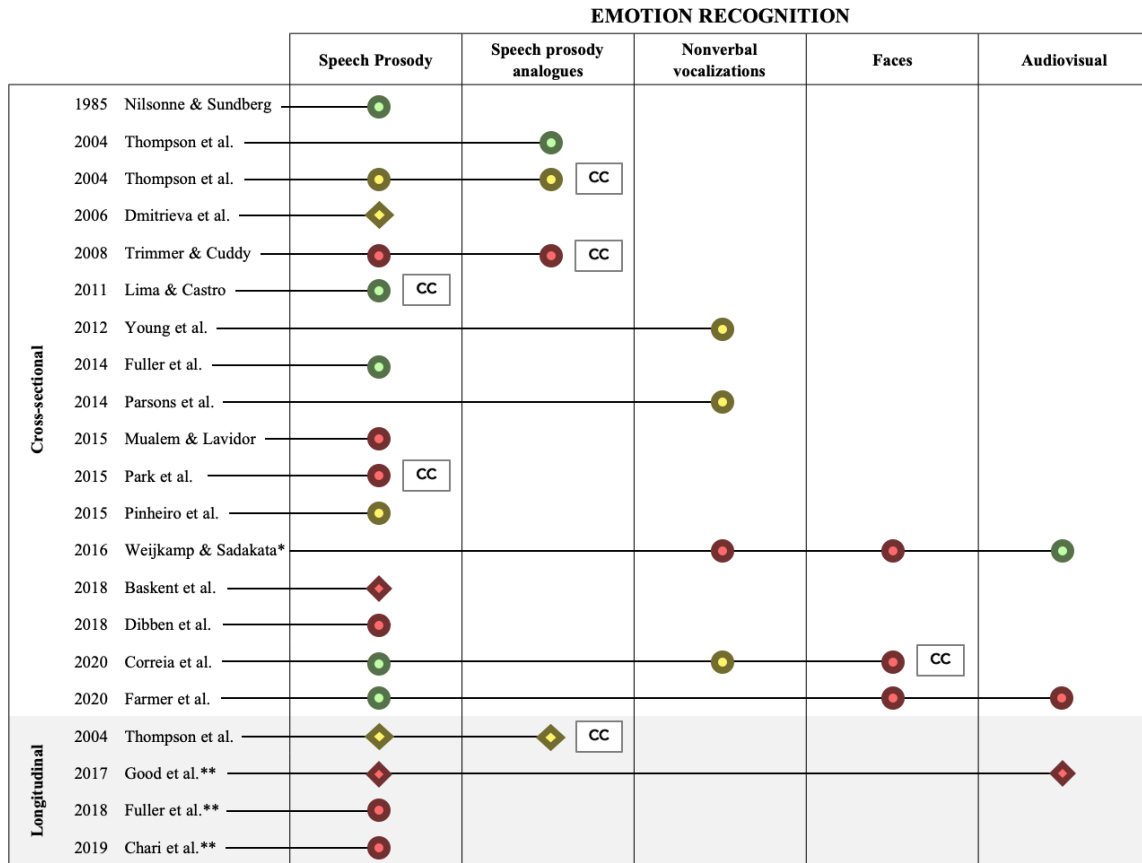 EMOTION RECOGNITION
Speech Prosody
Speech prosody
analogues
Nonverbal
vocalizations
Faces
Audiovisual
Cross-sectional
1985 Nilsonne & Sundberg
2004 Thompson et al.
2004 Thompson et al. CC
2006 Dmitrieva et al.
2008 Trimmer & Cuddy CC
2011 Lima & Castro CC
2012 Young et al.
2014 Fuller et al.
2014 Parsons et al.
2015 Mualem & Lavidor
2015 Park et al. CC
2015 Pinheiro et al.
2016 Weijkamp & Sadakata*
2018 Baskent et al.
2018 Dibben et al.
2020 Correia et al. CC
2020 Farmer et al.
Longitudinal
2004 Thompson et al. CC
2017 Good et al.**
2018 Fuller et al.**
2019 Chari et al.**